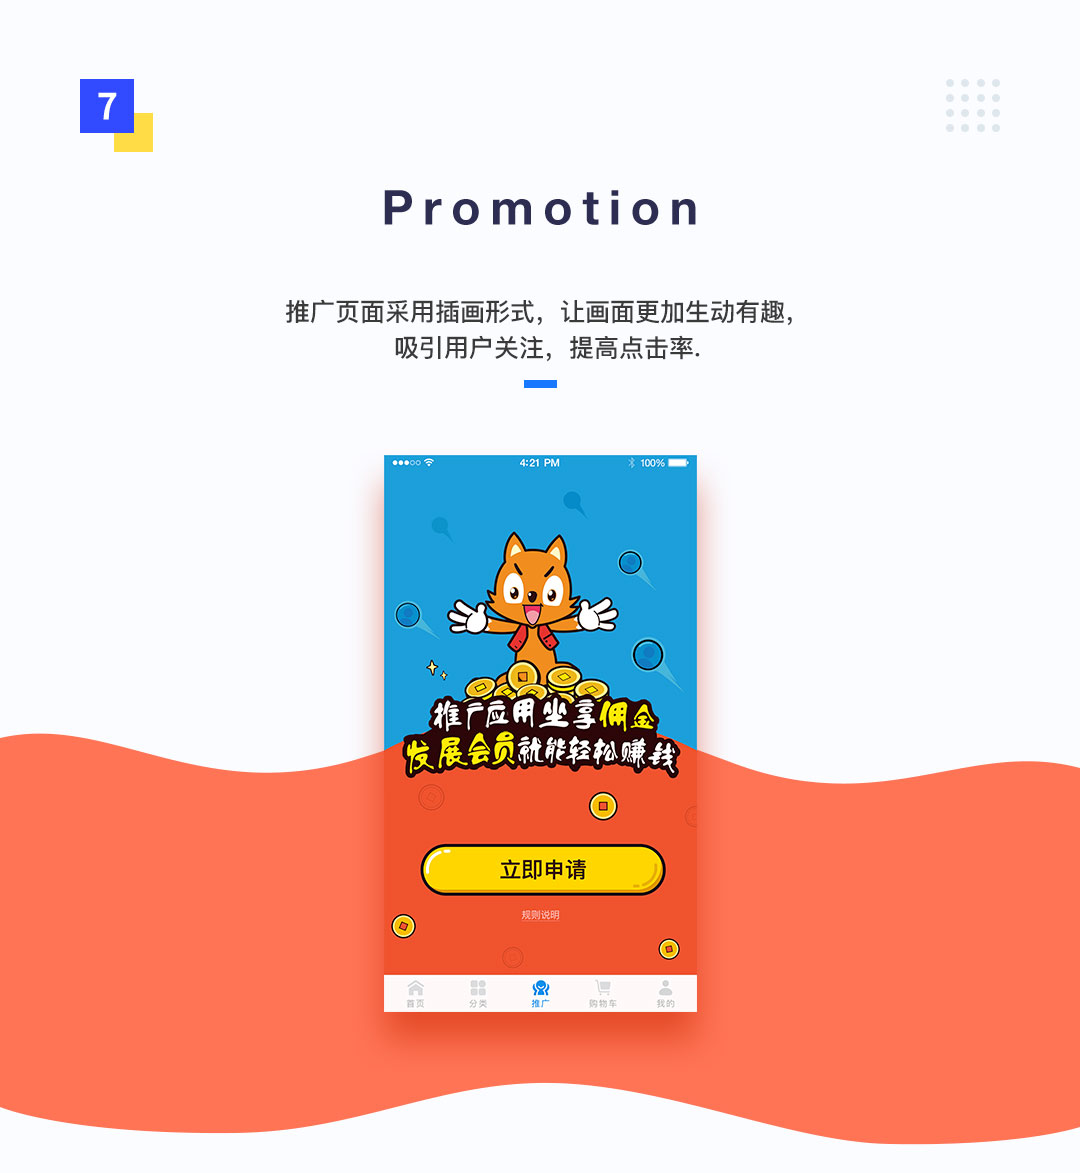 7
Promotion
推广页面采用插画形式，让画面更加生动有趣，
吸引用户关注，提高点击率.
4:21 PM
100%
推广应用坐享佣金
发展会员就能轻松赚钱
立即申请
规则说明
首页
分类
推广
购物车
我的